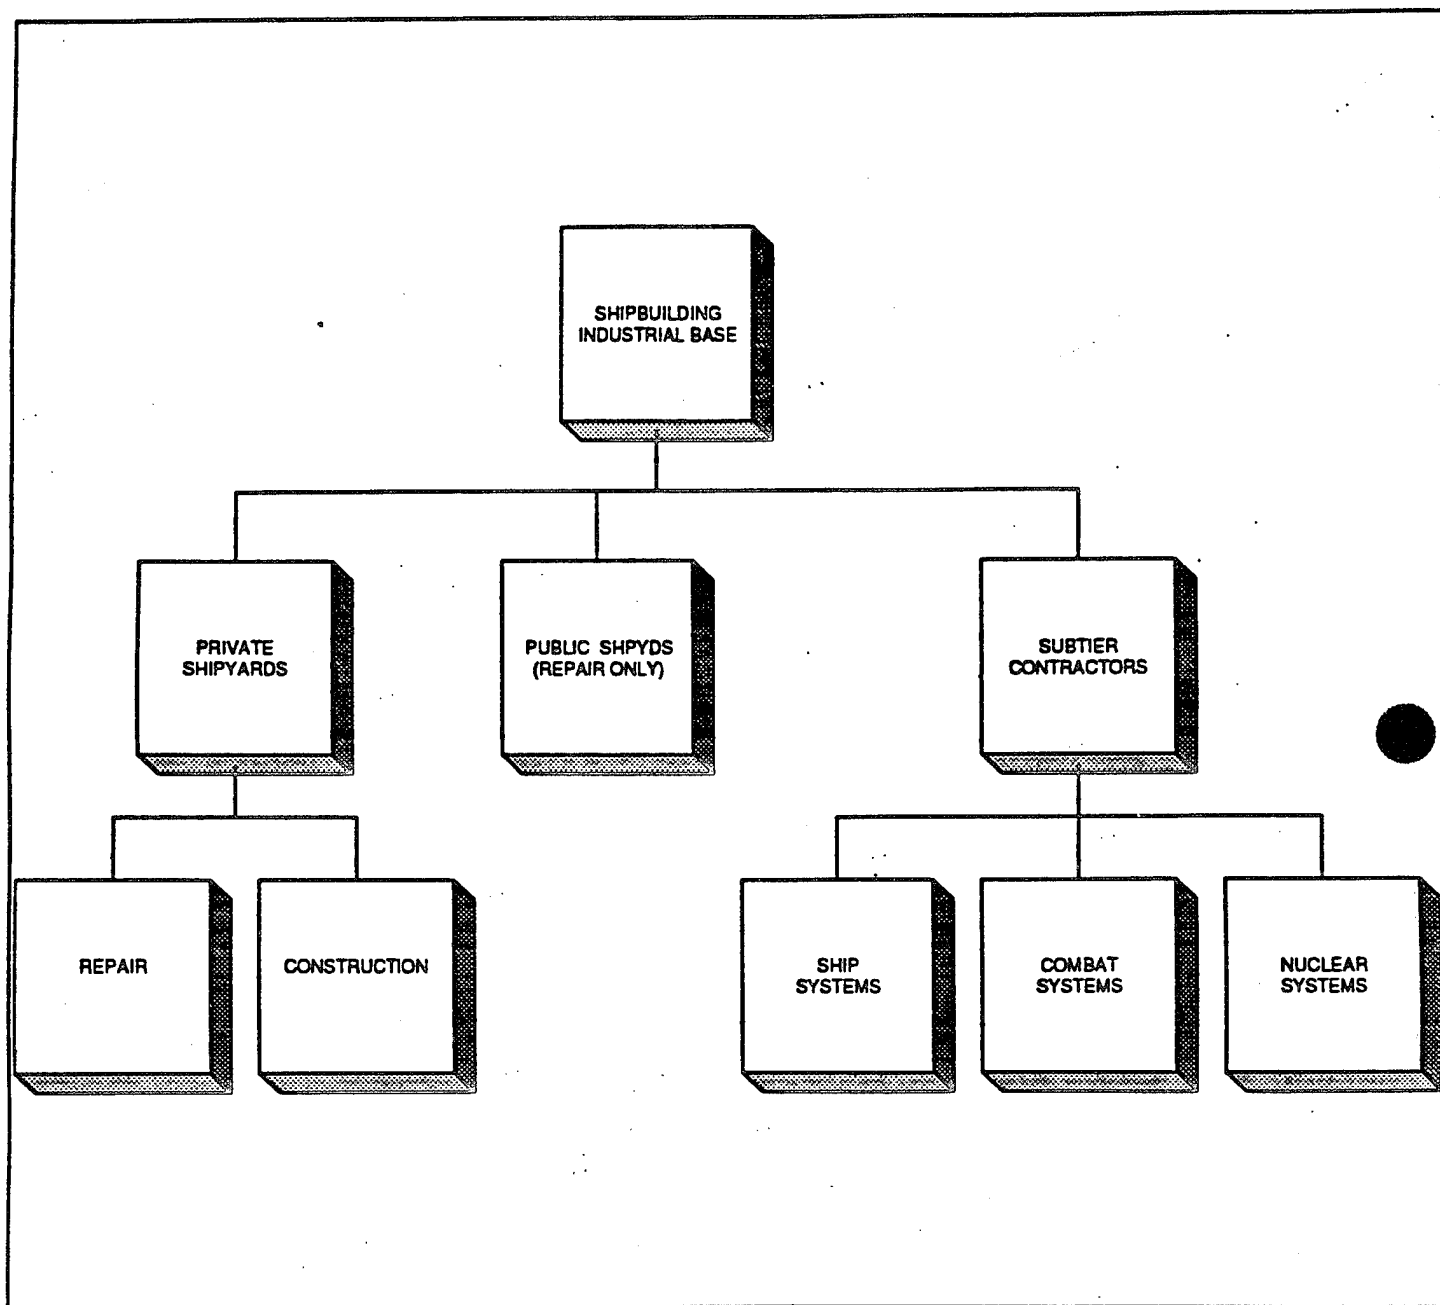 SHIPBUILDING
INDUSTRIAL BASE
PRIVATE
SHIPYARDS
PUBLIC SHPYDS
(REPAIR ONLY)
SUBTIER
CONTRACTORS
REPAIR
CONSTRUCTION
SHIP
SYSTEMS
COMBAT
SYSTEMS
NUCLEAR
SYSTEMS